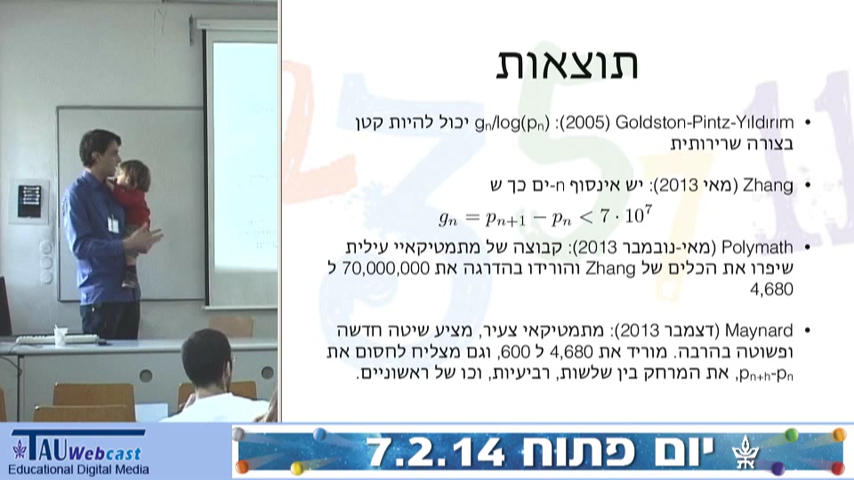 תוצאות
• Goldston-Pintz-Yıldırım (2005): gn/log(pn) יכול להיות קטן
בצורה שרירותית
• Zhang (מאי 2013): יש אינסוף n-ים כך ש
gn = pn+1 − pn < 7 · 10^7
• Polymath (מאי-נובמבר 2013): קבוצה של מתמטיקאיי עילית
שיפרו את הכלים של Zhang והורידו בהדרגה את 70,000,000 ל
4,680
• Maynard (דצמבר 2013): מתמטיקאי צעיר, מציע שיטה חדשה
ופשוטה בהרבה. מוריד את 4,680 ל 600, וגם מצליח לחסום את
pn+h-pn, את המרחק בין שלשות, רביעיות, וכו של ראשוניים.
TAU Webcast
Educational Digital Media
יום פתוח 7.2.14